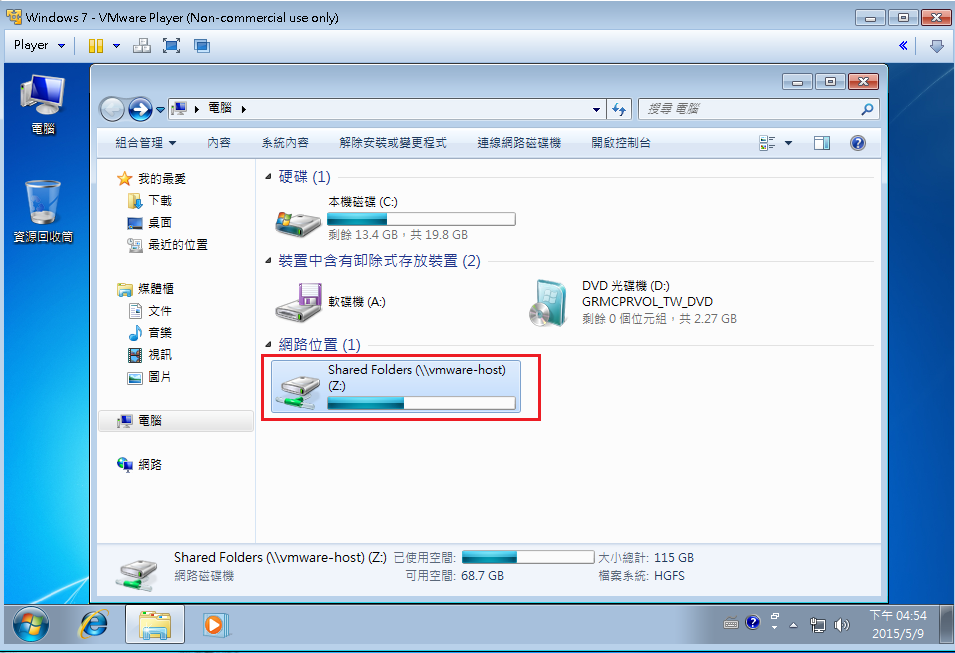 Windows 7 - VMware Player (Non-commercial use only)
Player
電腦
資源回收筒
電腦
搜尋 電腦
組合管理 內容 系統內容 解除安裝或變更程式 連線網路磁碟機 開啟控制台
我的最愛
下載
桌面
最近的位置
媒體櫃
文件
音樂
視訊
圖片
電腦
網路
硬碟 (1)
本機磁碟 (C:)
剩餘 13.4 GB，共 19.8 GB
裝置中含有卸除式存放裝置 (2)
軟碟機 (A:)
DVD 光碟機 (D:)
GRMCPRVOL_TW_DVD
剩餘 0 個位元組，共 2.27 GB
網路位置 (1)
Shared Folders (\\vmware-host)
(Z:)
Shared Folders (\\vmware-host) (Z:) 已使用空間: 大小總計: 115 GB
網路磁碟機 可用空間: 68.7 GB 檔案系統: HGFS
下午 04:54
2015/5/9